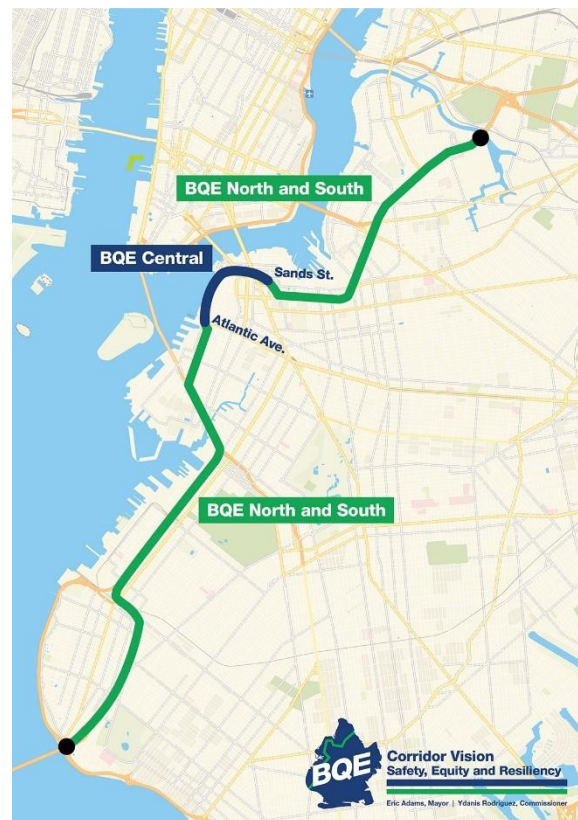 BQE North and South
BQE Central
Sands St.
Atlantic Ave.
BQE North and South
BQE
Corridor Vision
Safety, Equity and Resiliency
Eric Adams, Mayor | Ydanis Rodriguez, Commissioner